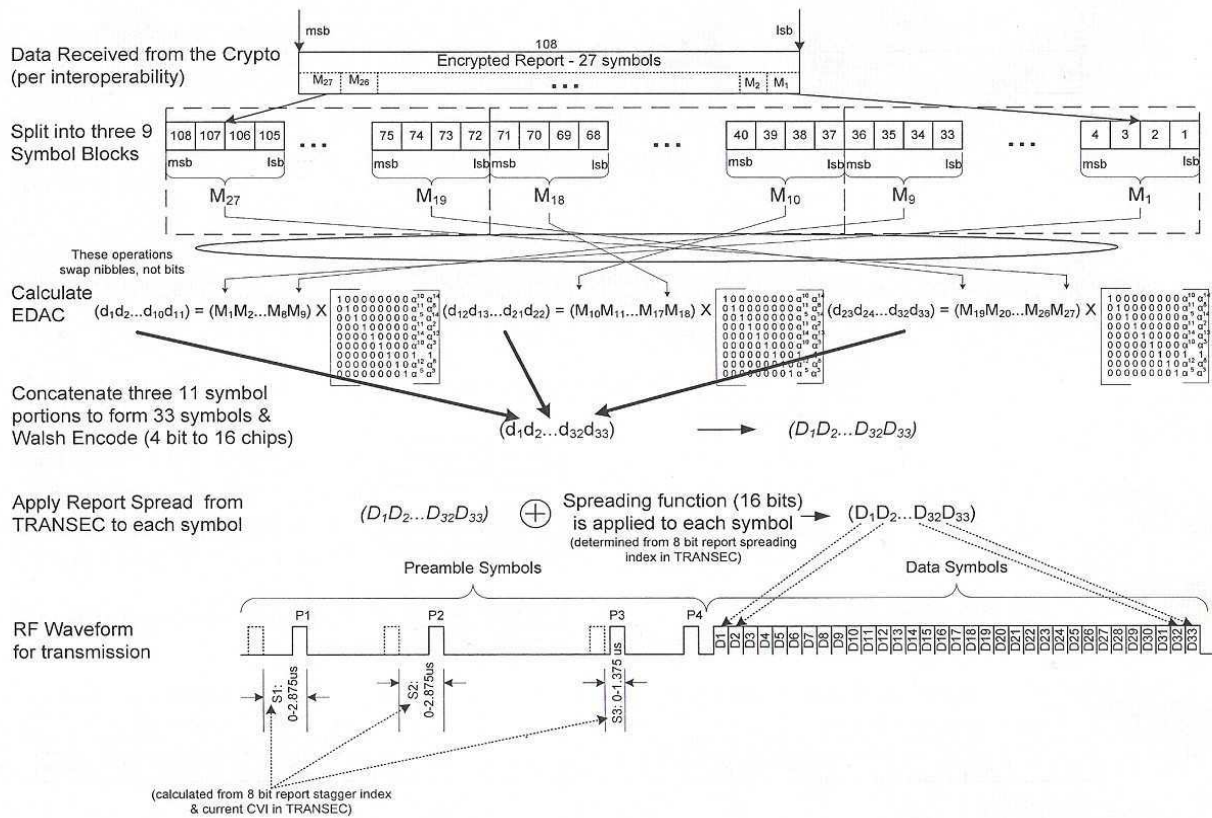 msb
lsb
108
Data Received from the Crypto
(per interoperability)
Encrypted Report - 27 symbols
M27 M26 ... M2 M1
Split into three 9
Symbol Blocks
108 107 106 105 ... 75 74 73 72 71 70 69 68 ... 40 39 38 37 36 35 34 33 ... 4 3 2 1
msb lsb msb lsb msb lsb msb lsb msb lsb msb lsb
M27 M19 M18 M10 M9 M1
These operations
swap nibbles, not bits
Calculate
EDAC
(d1d2...d10d11) = (M1M2...M8M9) X
(d12d13...d21d22) = (M10M11...M17M18) X
(d23d24...d32d33) = (M19M20...M26M27) X
Concatenate three 11 symbol
portions to form 33 symbols &
Walsh Encode (4 bit to 16 chips)
(d1d2...d32d33)
(D1D2...D32D33)
Apply Report Spread from
TRANSEC to each symbol
(D1D2...D32D33)
Spreading function (16 bits)
is applied to each symbol
(determined from 8 bit report spreading
index in TRANSEC)
(D1D2...D32D33)
Preamble Symbols
Data Symbols
RF Waveform
for transmission
P1 P2 P3 P4
D1 D2 D3 D4 D5 D6 D7 D8 D9 D10 D11 D12 D13 D14 D15 D16 D17 D18 D19 D20 D21 D22 D23 D24 D25 D26 D27 D28 D29 D30 D31 D32 D33
S1:
0-2.875us
S2:
0-2.875us
S3: 0-1.375 us
(calculated from 8 bit report stagger index
& current CVI in TRANSEC)